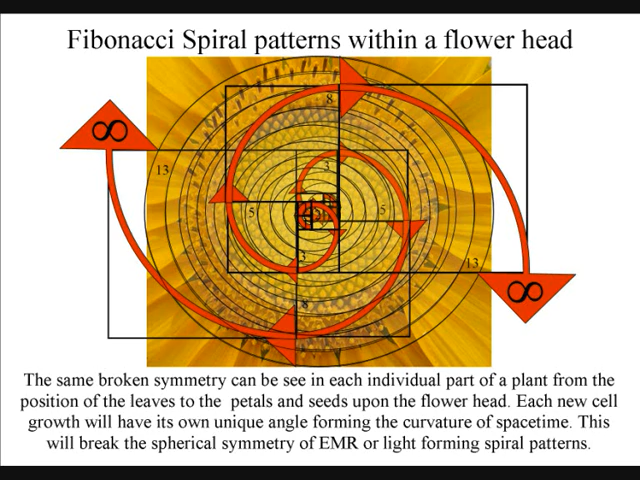 Fibonacci Spiral patterns within a flower head
∞
8
13
3
5
5
3
13
∞
8
The same broken symmetry can be see in each individual part of a plant from the
position of the leaves to the petals and seeds upon the flower head. Each new cell
growth will have its own unique angle forming the curvature of spacetime. This
will break the spherical symmetry of EMR or light forming spiral patterns.